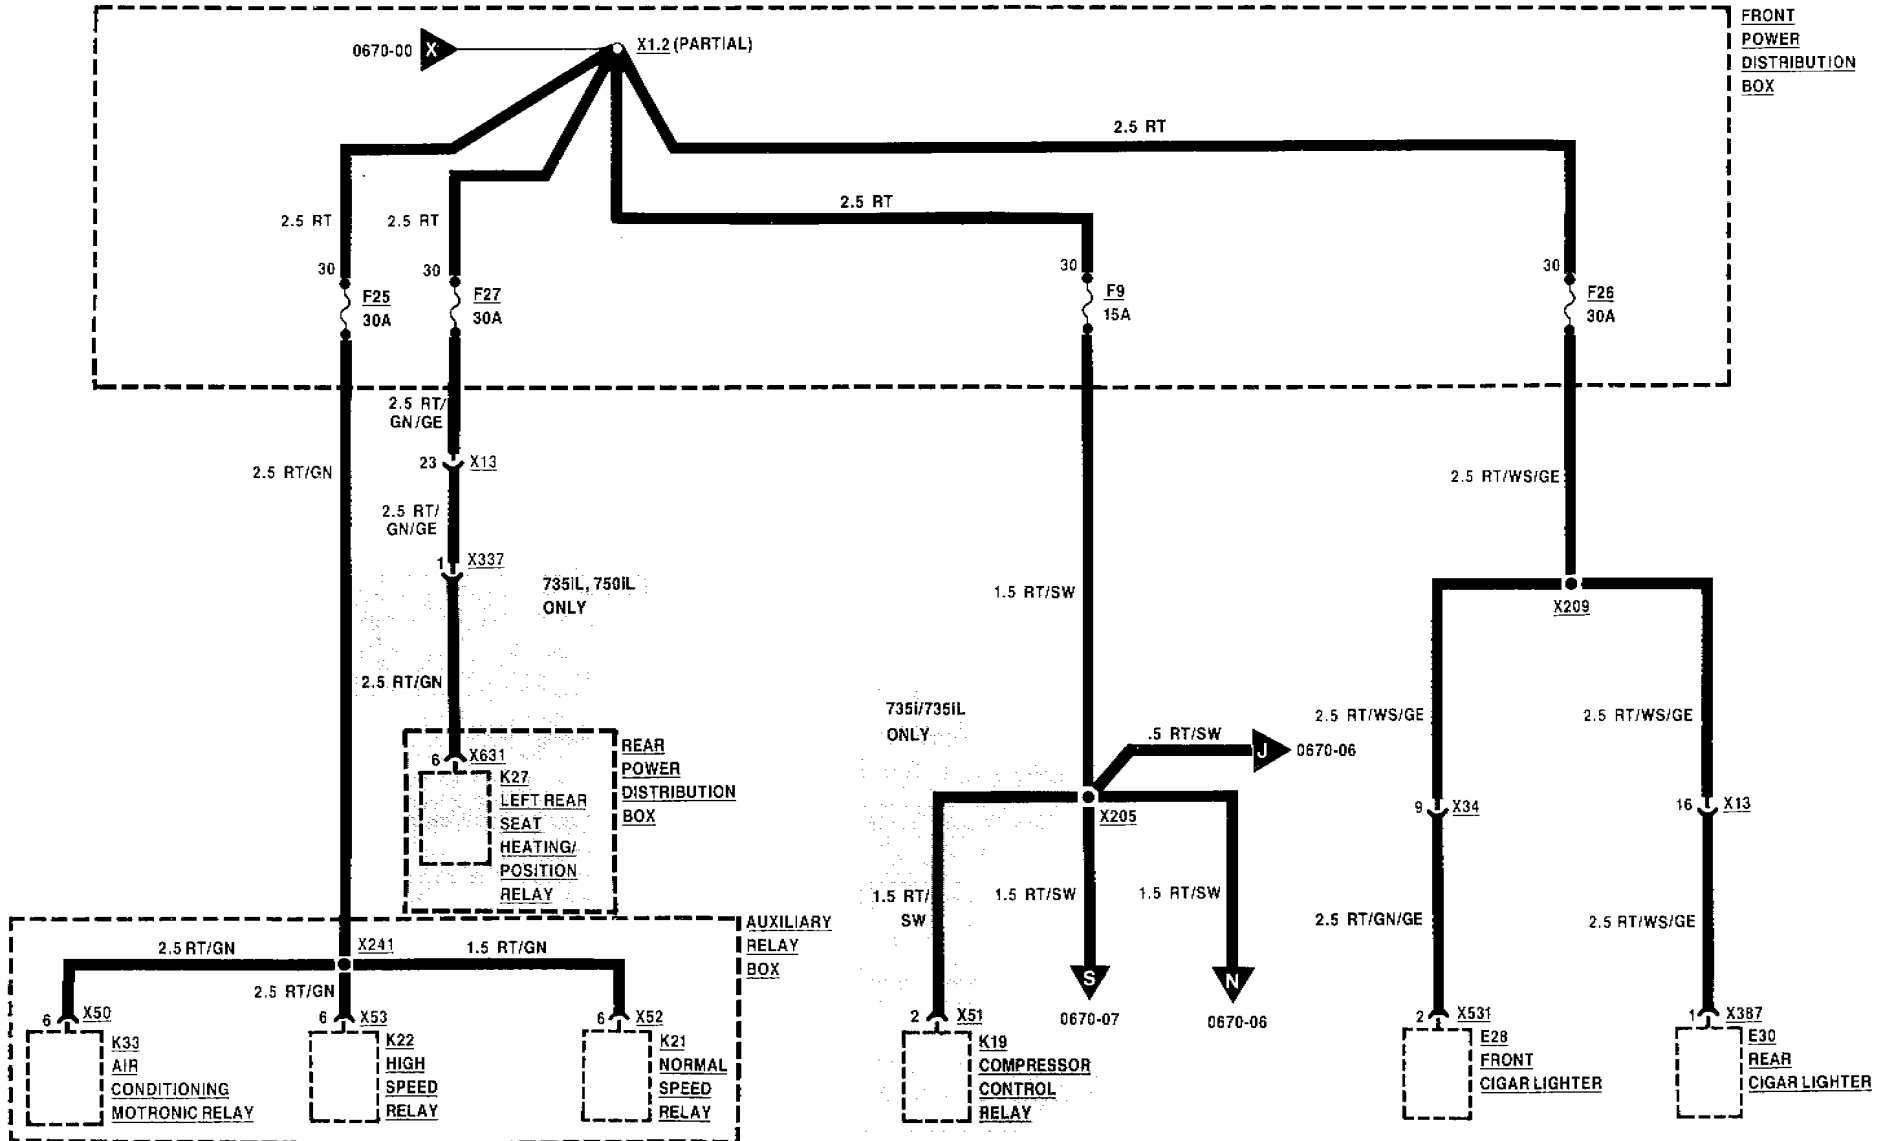 FRONT
POWER
DISTRIBUTION
BOX
0670-00
X
X1.2 (PARTIAL)
2.5 RT
2.5 RT
2.5 RT
2.5 RT
30
F25
30A
30
F27
30A
30
F9
15A
30
F26
30A
2.5 RT/
GN/GE
23
X13
2.5 RT/GN
2.5 RT/WS/GE
2.5 RT/
GN/GE
1
X337
735iL, 750iL
ONLY
1.5 RT/SW
X209
2.5 RT/GN
735i/735iL
ONLY
2.5 RT/WS/GE
2.5 RT/WS/GE
.5 RT/SW
J
0670-06
6
X631
REAR
POWER
DISTRIBUTION
BOX
K27
LEFT REAR
SEAT
HEATING/
POSITION
RELAY
X205
9
X34
16
X13
1.5 RT/
SW
1.5 RT/SW
1.5 RT/SW
2.5 RT/GN/GE
2.5 RT/WS/GE
AUXILIARY
RELAY
BOX
2.5 RT/GN
X241
1.5 RT/GN
2.5 RT/GN
S
0670-07
N
0670-06
6
X50
K33
AIR
CONDITIONING
MOTRONIC RELAY
6
X53
K22
HIGH
SPEED
RELAY
6
X52
K21
NORMAL
SPEED
RELAY
2
X51
K19
COMPRESSOR
CONTROL
RELAY
2
X531
E28
FRONT
CIGAR LIGHTER
1
X387
E30
REAR
CIGAR LIGHTER